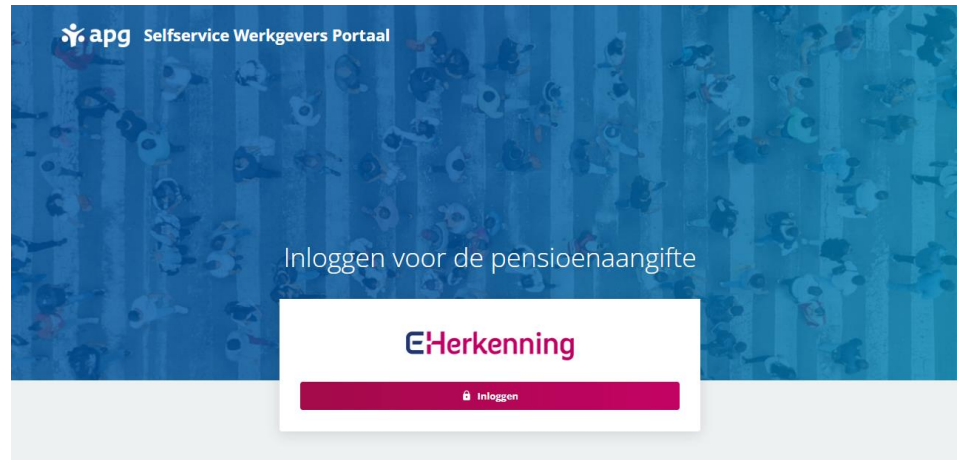 apg Selfservice Werkgevers Portaal
Inloggen voor de pensioenaangifte
eHerkenning
Inloggen